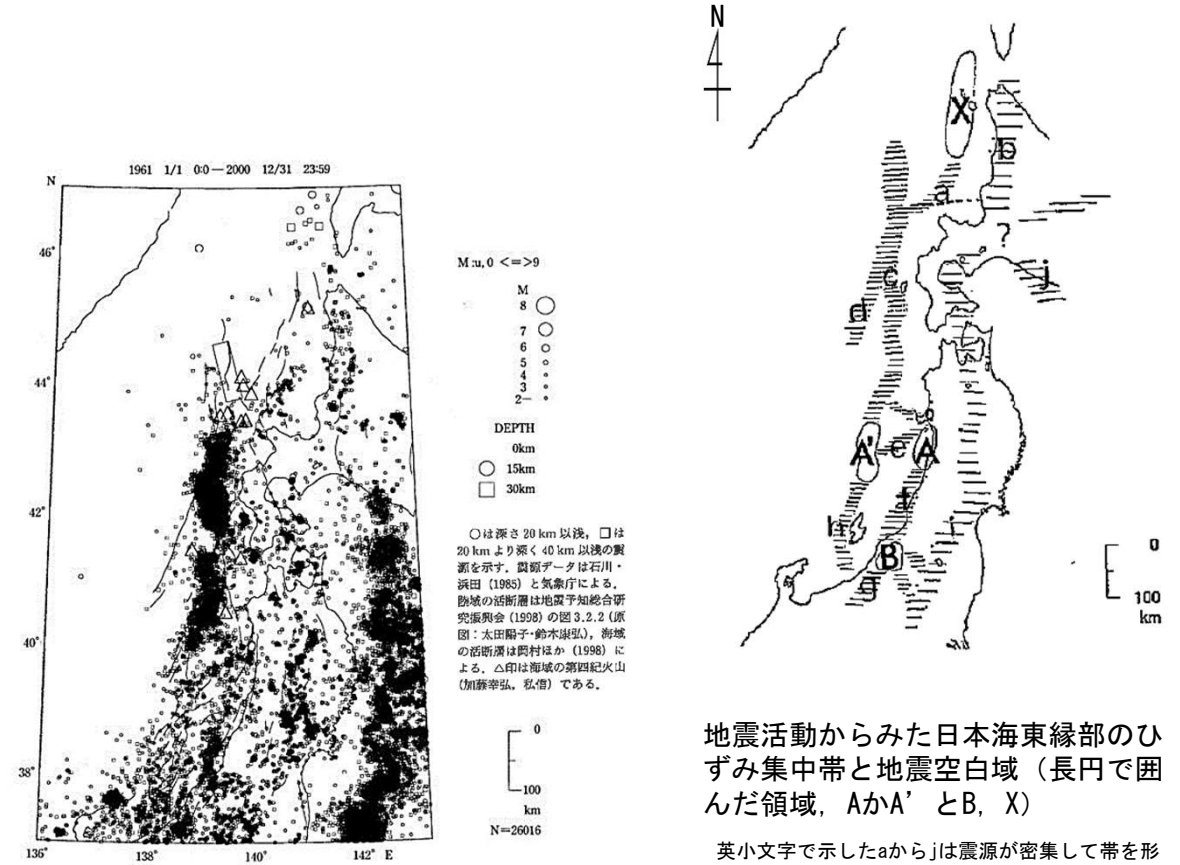 1961 1/1 0:0 — 2000 12/31 23:59
N
46°
44°
42°
40°
38°
136
138
140
142 E
M:u,0 <=>9
M
8
7
6
5
4
3
2—
DEPTH
0km
15km
30km
○は深さ 20 km 以浅，□は
20 km より深く 40 km 以浅の震
源を示す．震源データは石川・
浜田（1985）と気象庁による．
陸域の活断層は地震予知総合研
究振興会（1998）の図 3.2.2（原
図：太田陽子・鈴木康弘），海域
の活断層は岡村ほか（1998）に
よる．△印は海域の第四紀火山
（加藤幸弘，私信）である．
0
100
km
N=26016
N
X
b
a
?
c
j
d
A'
e
A
f
h
i
B
g
0
100
km
地震活動からみた日本海東縁部のひ
ずみ集中帯と地震空白域（長円で囲
んだ領域，AかA’とB，X）
英小文字で示したaからjは震源が密集して帯を形